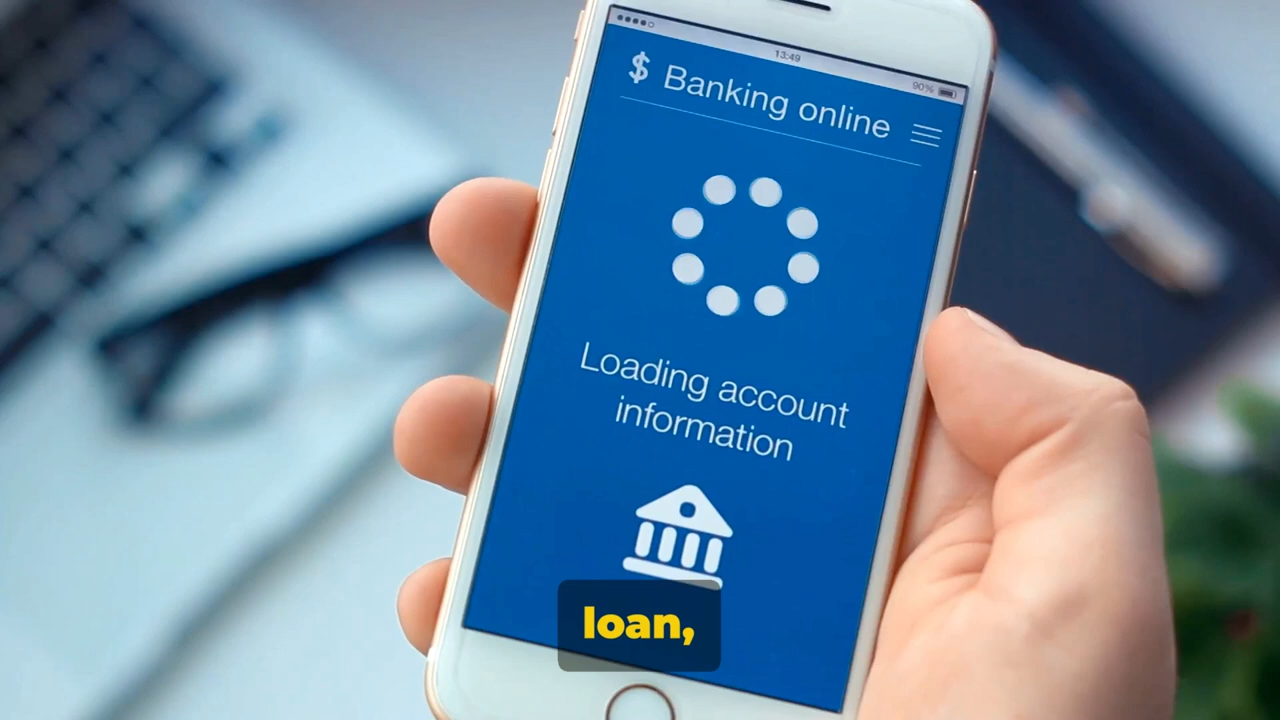 13:49
90%
$ Banking online
Loading account
information
loan,